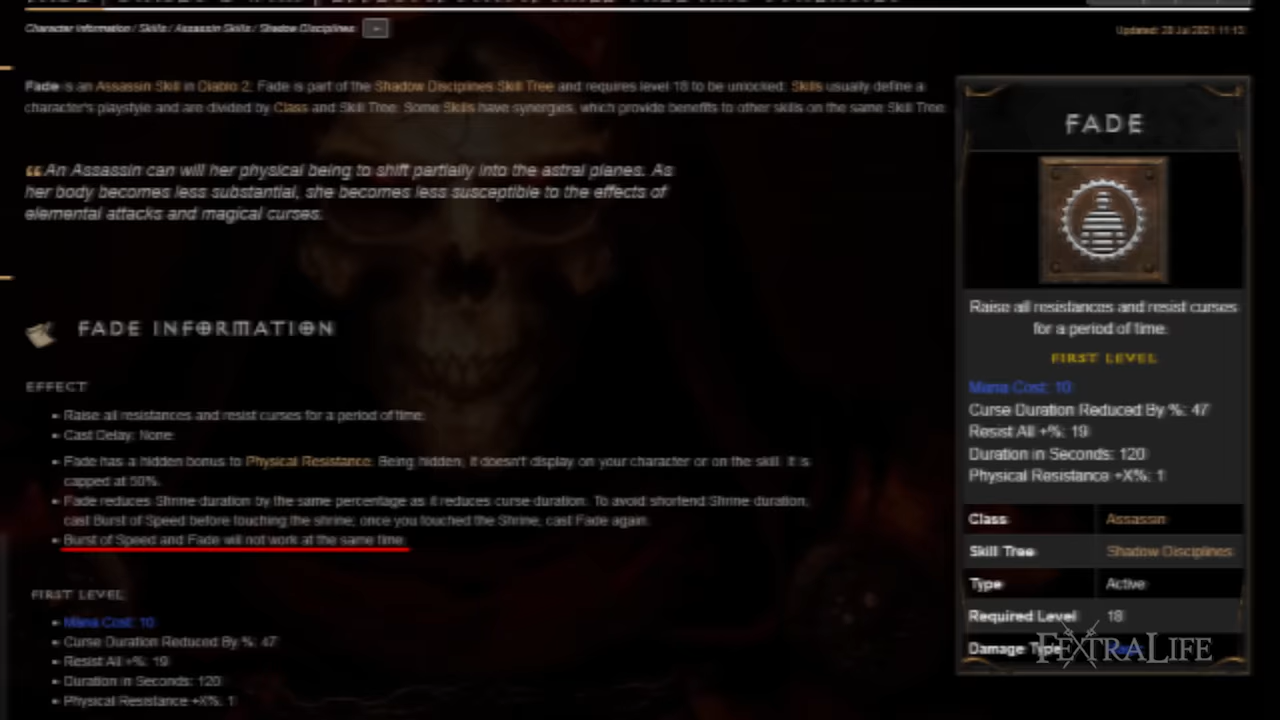 Character Information / Skills / Assassin Skills / Shadow Disciplines
Updated: 20 Jul 2021 11:13
Fade is an Assassin Skill in Diablo 2. Fade is part of the Shadow Disciplines Skill Tree and requires level 18 to be unlocked. Skills usually define a
character's playstyle and are divided by Class and Skill Tree. Some Skills have synergies, which provide benefits to other skills on the same Skill Tree.
An Assassin can will her physical being to shift partially into the astral planes. As
her body becomes less substantial, she becomes less susceptible to the effects of
elemental attacks and magical curses.
FADE INFORMATION
EFFECT
Raise all resistances and resist curses for a period of time.
Cast Delay: None
Fade has a hidden bonus to Physical Resistance. Being hidden, it doesn't display on your character or on the skill. It is
capped at 50%.
Fade reduces Shrine duration by the same percentage as it reduces curse duration. To avoid shortend Shrine duration,
cast Burst of Speed before touching the shrine, once you touched the Shrine, cast Fade again.
Burst of Speed and Fade will not work at the same time.
FIRST LEVEL
Mana Cost: 10
Curse Duration Reduced By %: 47
Resist All +%: 19
Duration in Seconds: 120
Physical Resistance +X%: 1
FADE
Raise all resistances and resist curses
for a period of time.
FIRST LEVEL
Mana Cost: 10
Curse Duration Reduced By %: 47
Resist All +%: 19
Duration in Seconds: 120
Physical Resistance +X%: 1
Class Assassin
Skill Tree Shadow Disciplines
Type Active
Required Level 18
Damage Type
FEXTRALIFE